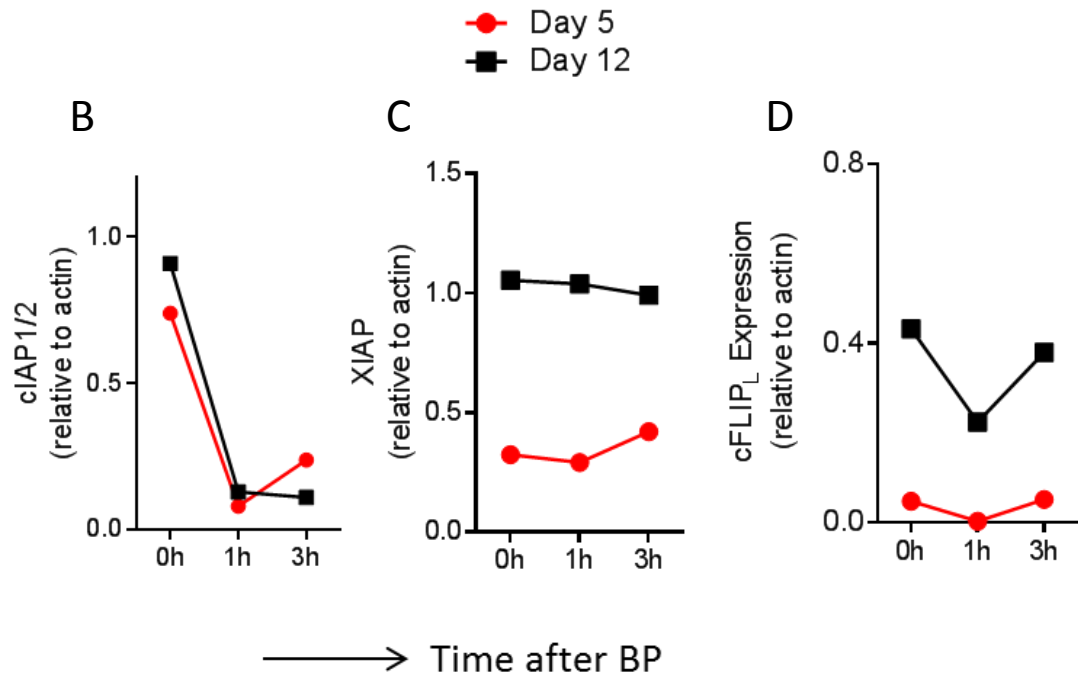 Day 5
Day 12
B
cIAP1/2
(relative to actin)
1.0
0.5
0.0
0h 1h 3h
C
XIAP
(relative to actin)
1.5
1.0
0.5
0.0
0h 1h 3h
D
cFLIPL Expression
(relative to actin)
0.8
0.4
0.0
0h 1h 3h
Time after BP